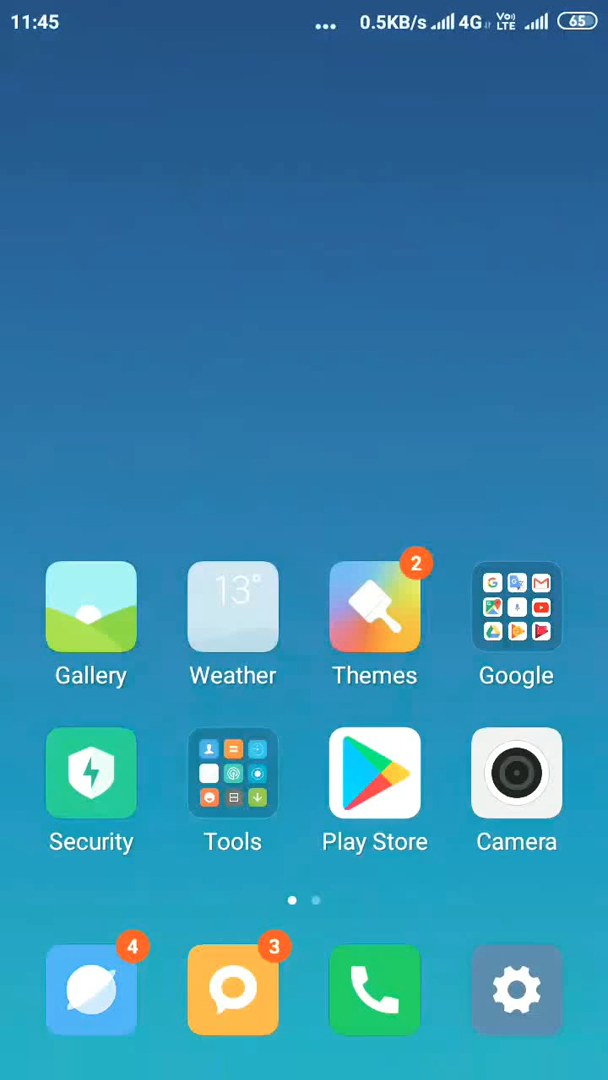 11:45 ... 0.5KB/s 4G Vo)) LTE 65
13°
2
Gallery Weather Themes Google
Security Tools Play Store Camera
4 3